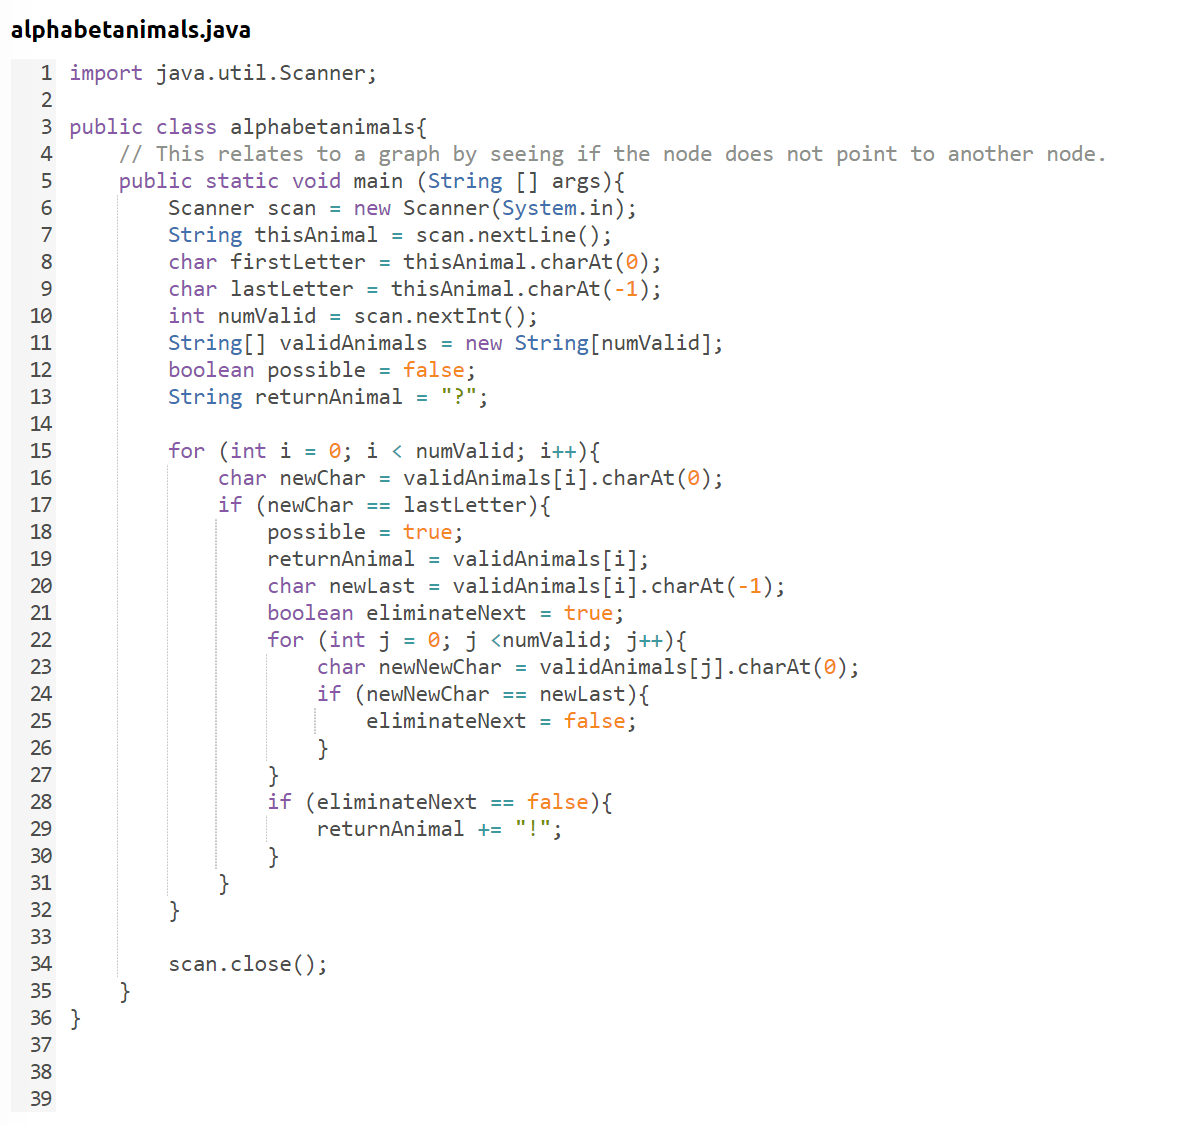 alphabetanimals.java
1 import java.util.Scanner;
2
3 public class alphabetanimals{
4     // This relates to a graph by seeing if the node does not point to another node.
5     public static void main (String [] args){
6         Scanner scan = new Scanner(System.in);
7         String thisAnimal = scan.nextLine();
8         char firstLetter = thisAnimal.charAt(0);
9         char lastLetter = thisAnimal.charAt(-1);
10         int numValid = scan.nextInt();
11         String[] validAnimals = new String[numValid];
12         boolean possible = false;
13         String returnAnimal = "?";
14
15         for (int i = 0; i < numValid; i++){
16             char newChar = validAnimals[i].charAt(0);
17             if (newChar == lastLetter){
18                 possible = true;
19                 returnAnimal = validAnimals[i];
20                 char newLast = validAnimals[i].charAt(-1);
21                 boolean eliminateNext = true;
22                 for (int j = 0; j <numValid; j++){
23                     char newNewChar = validAnimals[j].charAt(0);
24                     if (newNewChar == newLast){
25                         eliminateNext = false;
26                     }
27                 }
28                 if (eliminateNext == false){
29                     returnAnimal += "!";
30                 }
31             }
32         }
33
34         scan.close();
35     }
36 }
37
38
39